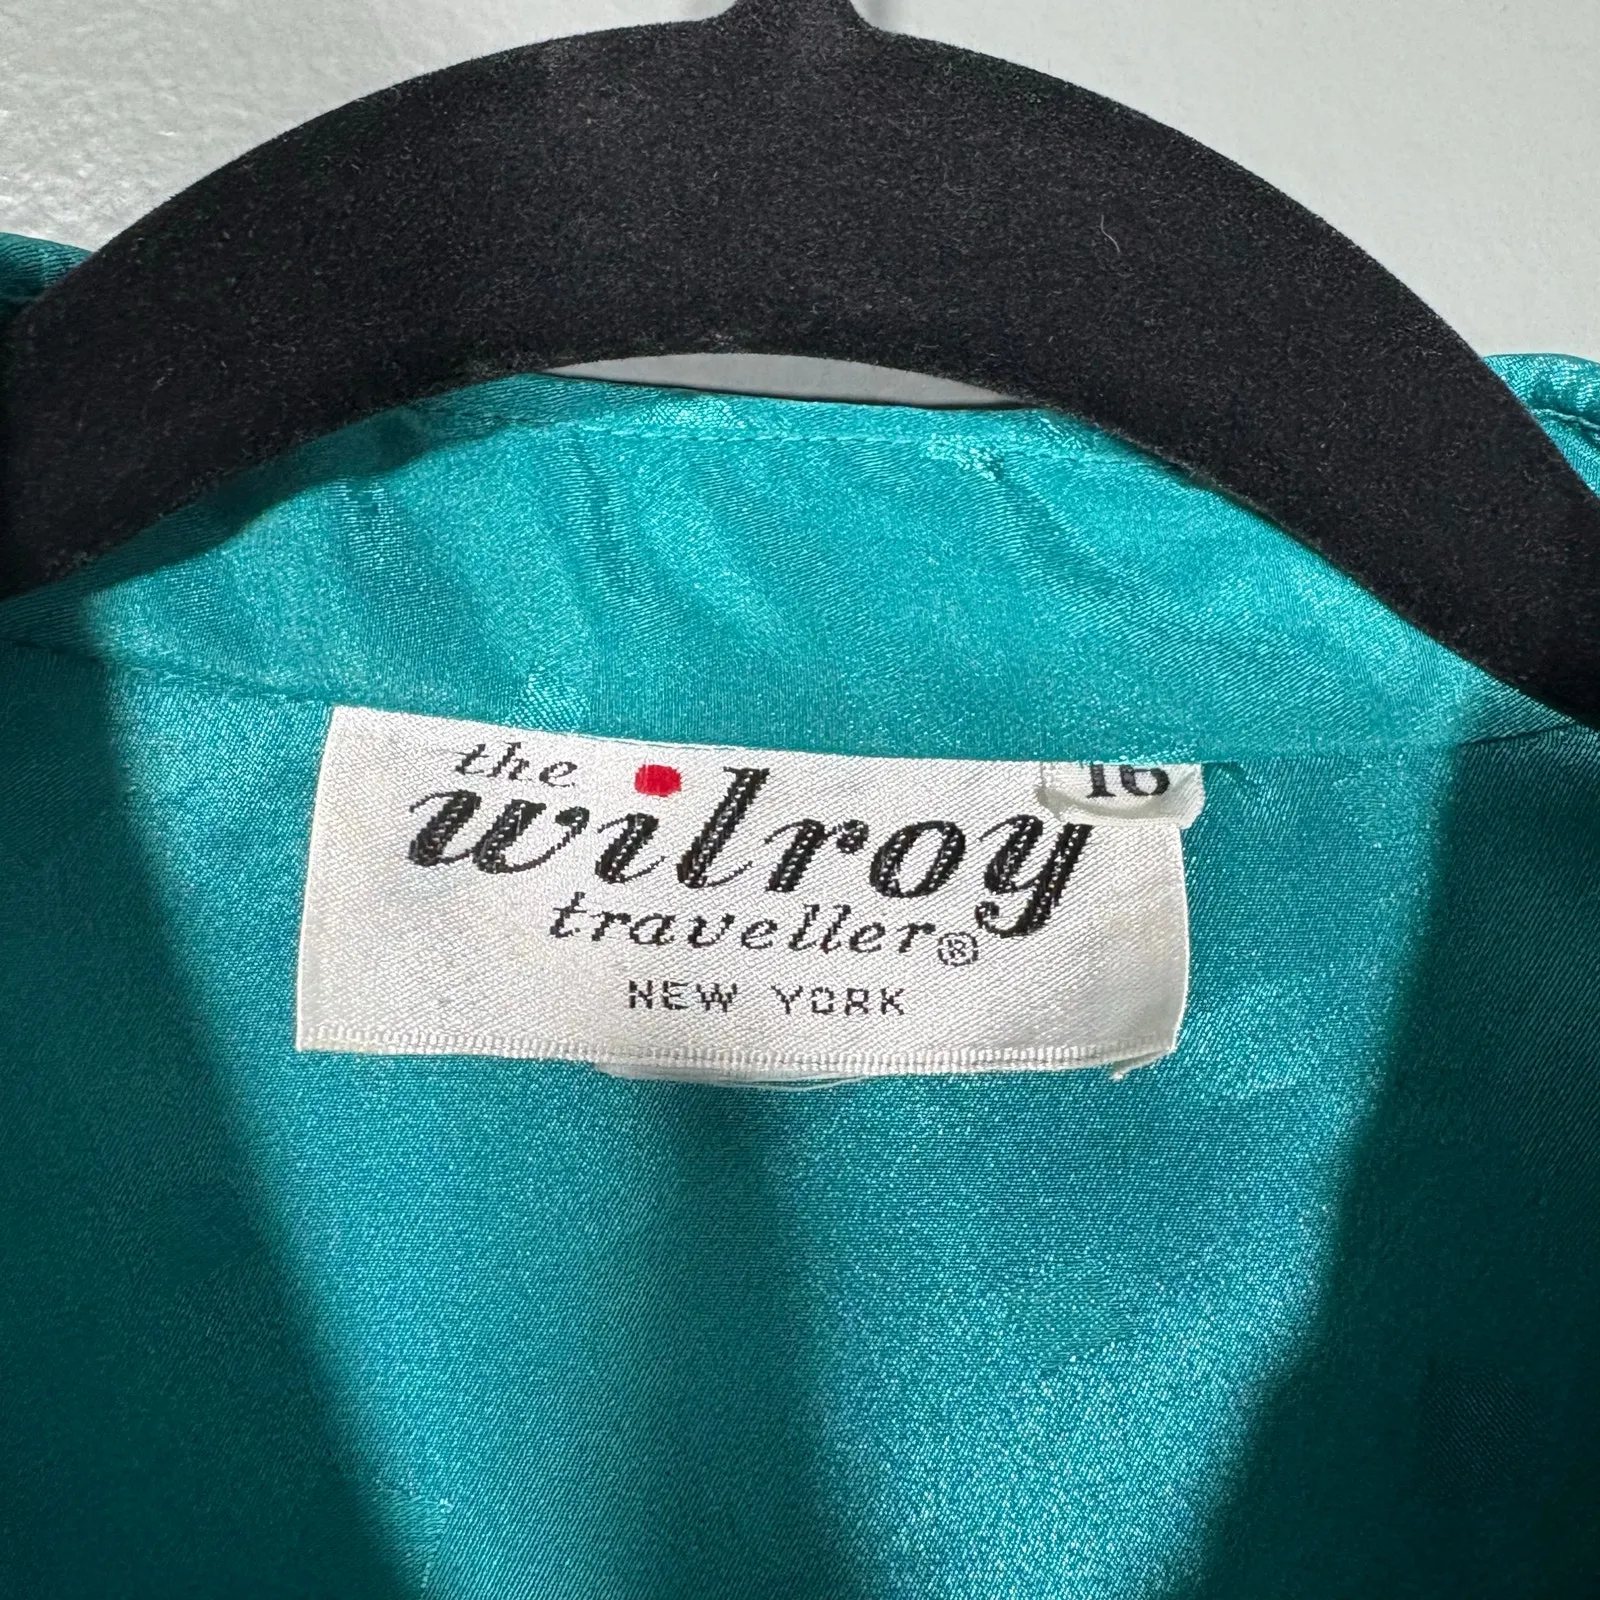 the
wilroy
traveller®
NEW YORK
16